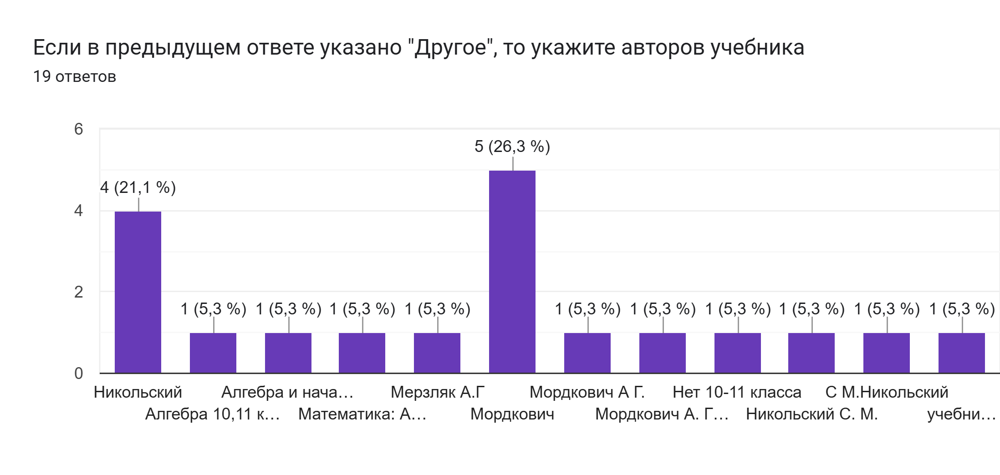 Если в предыдущем ответе указано "Другое", то укажите авторов учебника
19 ответов
6
4
2
0
4 (21,1 %)
1 (5,3 %)
1 (5,3 %)
1 (5,3 %)
1 (5,3 %)
5 (26,3 %)
1 (5,3 %)
1 (5,3 %)
1 (5,3 %)
1 (5,3 %)
1 (5,3 %)
1 (5,3 %)
Никольский
Алгебра 10,11 к…
Алгебра и нача…
Математика: А…
Мерзляк А.Г
Мордкович
Мордкович А Г.
Мордкович А. Г…
Нет 10-11 класса
Никольский С. М.
С М.Никольский
учебни…